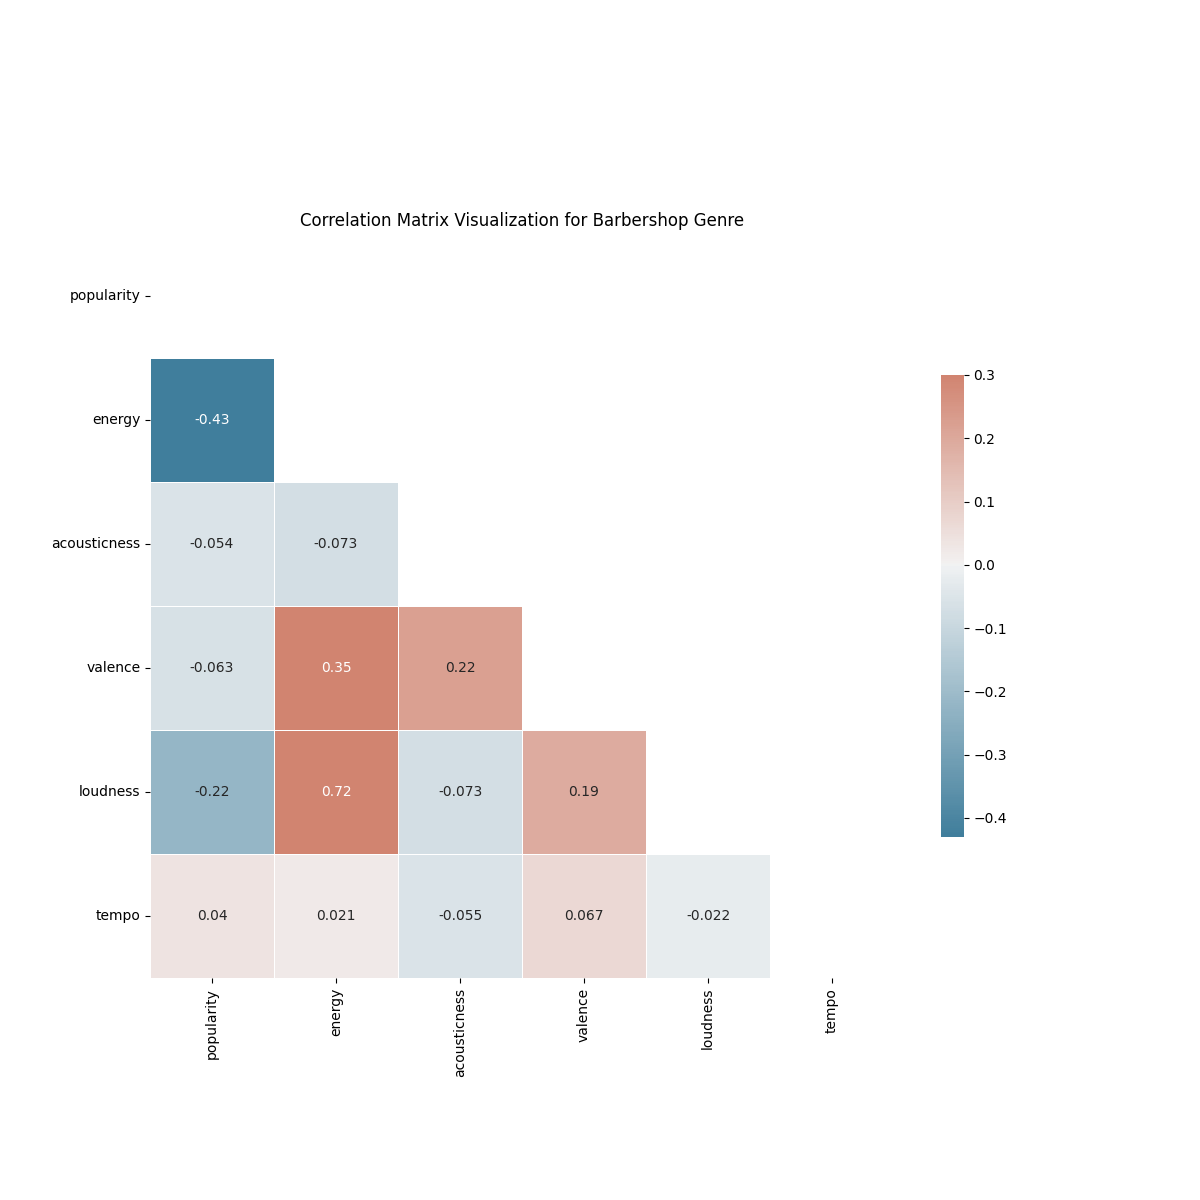 Correlation Matrix Visualization for Barbershop Genre
popularity
energy
-0.43
acousticness
-0.054
-0.073
valence
-0.063
0.35
0.22
loudness
-0.22
0.72
-0.073
0.19
tempo
0.04
0.021
-0.055
0.067
-0.022
popularity
energy
acousticness
valence
loudness
tempo
0.3
0.2
0.1
0.0
−0.1
−0.2
−0.3
−0.4